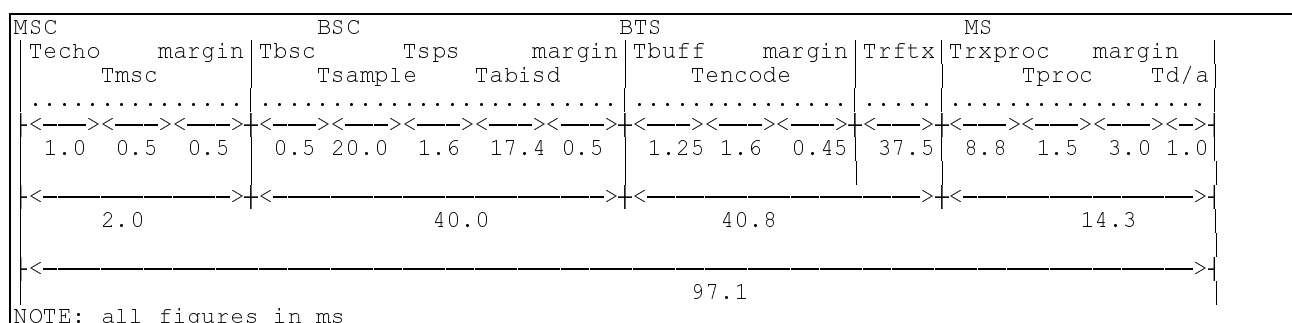 MSC BSC BTS MS
Techo margin Tbsc Tsps margin Tbuff margin Trftx Trxproc margin
Tmsc Tsample Tabisd Tencode Tproc Td/a
1.0 0.5 0.5 0.5 20.0 1.6 17.4 0.5 1.25 1.6 0.45 37.5 8.8 1.5 3.0 1.0
2.0 40.0 40.8 14.3
97.1
NOTE: all figures in ms